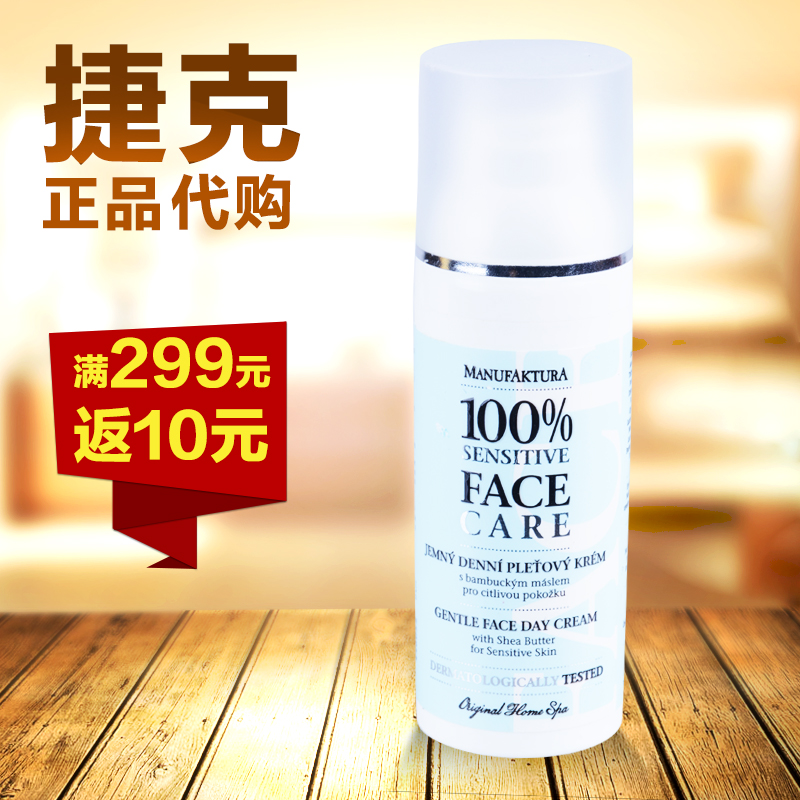 捷克
正品代购
满299元
返10元
MANUFAKTURA
100%
SENSITIVE
FACE
CARE
JEMNÝ DENNÍ PLEŤOVÝ KRÉM
s bambuckým máslem
pro citlivou pokožku
GENTLE FACE DAY CREAM
with Shea Butter
for Sensitive Skin
DERMATOLOGICALLY TESTED
Original Home Spa